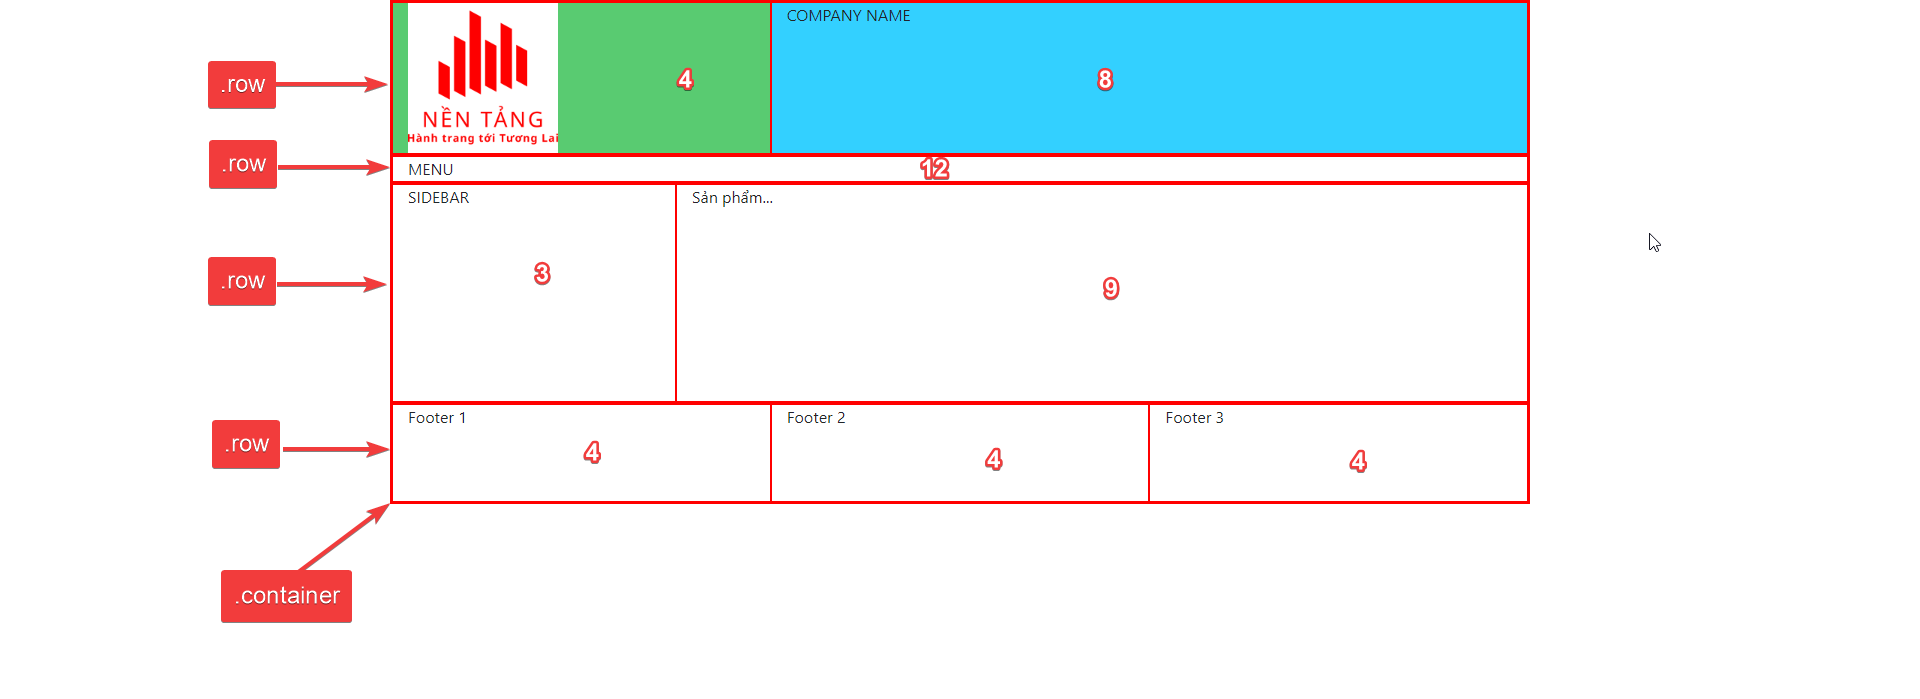 .row
NỀN TẢNG
Hành trang tới Tương Lai
4
COMPANY NAME
8
.row
MENU
12
.row
SIDEBAR
3
Sản phẩm...
9
.row
Footer 1
4
Footer 2
4
Footer 3
4
.container